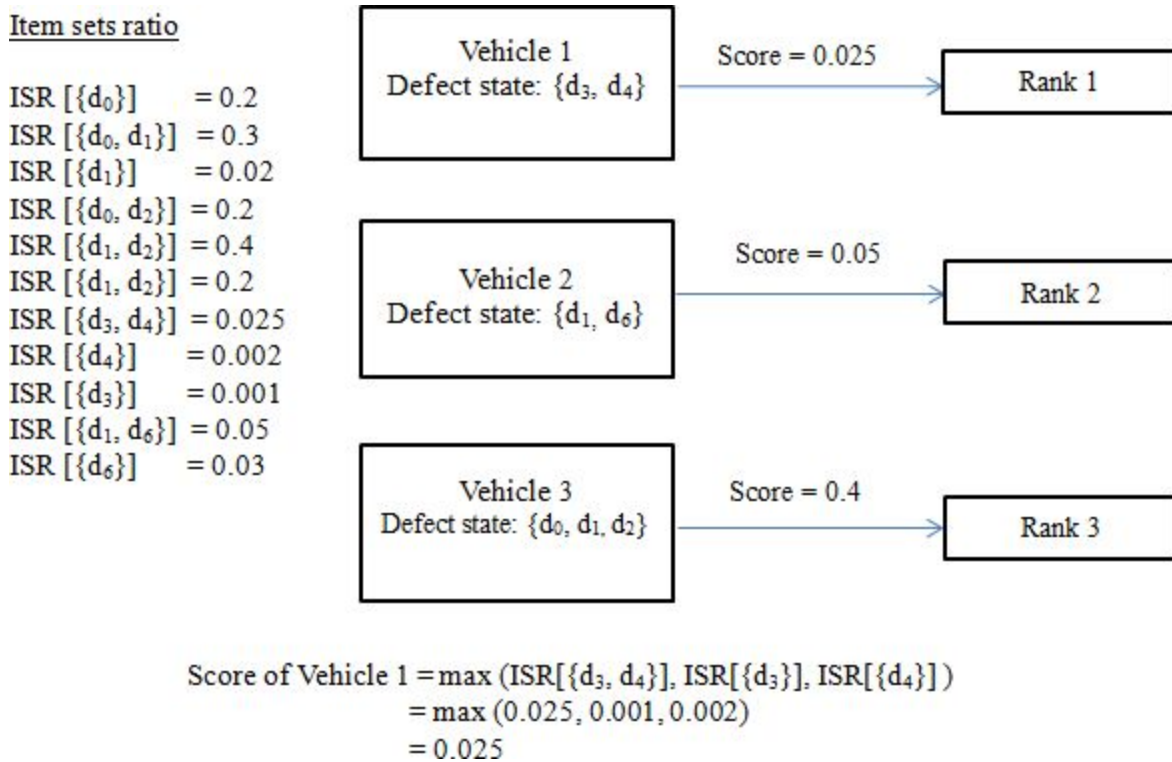 Item sets ratio
ISR [{d₀}] = 0.2
ISR [{d₀, d₁}] = 0.3
ISR [{d₁}] = 0.02
ISR [{d₀, d₂}] = 0.2
ISR [{d₁, d₂}] = 0.4
ISR [{d₁, d₂}] = 0.2
ISR [{d₃, d₄}] = 0.025
ISR [{d₄}] = 0.002
ISR [{d₃}] = 0.001
ISR [{d₁, d₆}] = 0.05
ISR [{d₆}] = 0.03
Vehicle 1
Defect state: {d₃, d₄}
Score = 0.025
Rank 1
Vehicle 2
Defect state: {d₁, d₆}
Score = 0.05
Rank 2
Vehicle 3
Defect state: {d₀, d₁, d₂}
Score = 0.4
Rank 3
Score of Vehicle 1 = max (ISR[{d₃, d₄}], ISR[{d₃}], ISR[{d₄}] )
= max (0.025, 0.001, 0.002)
= 0.025